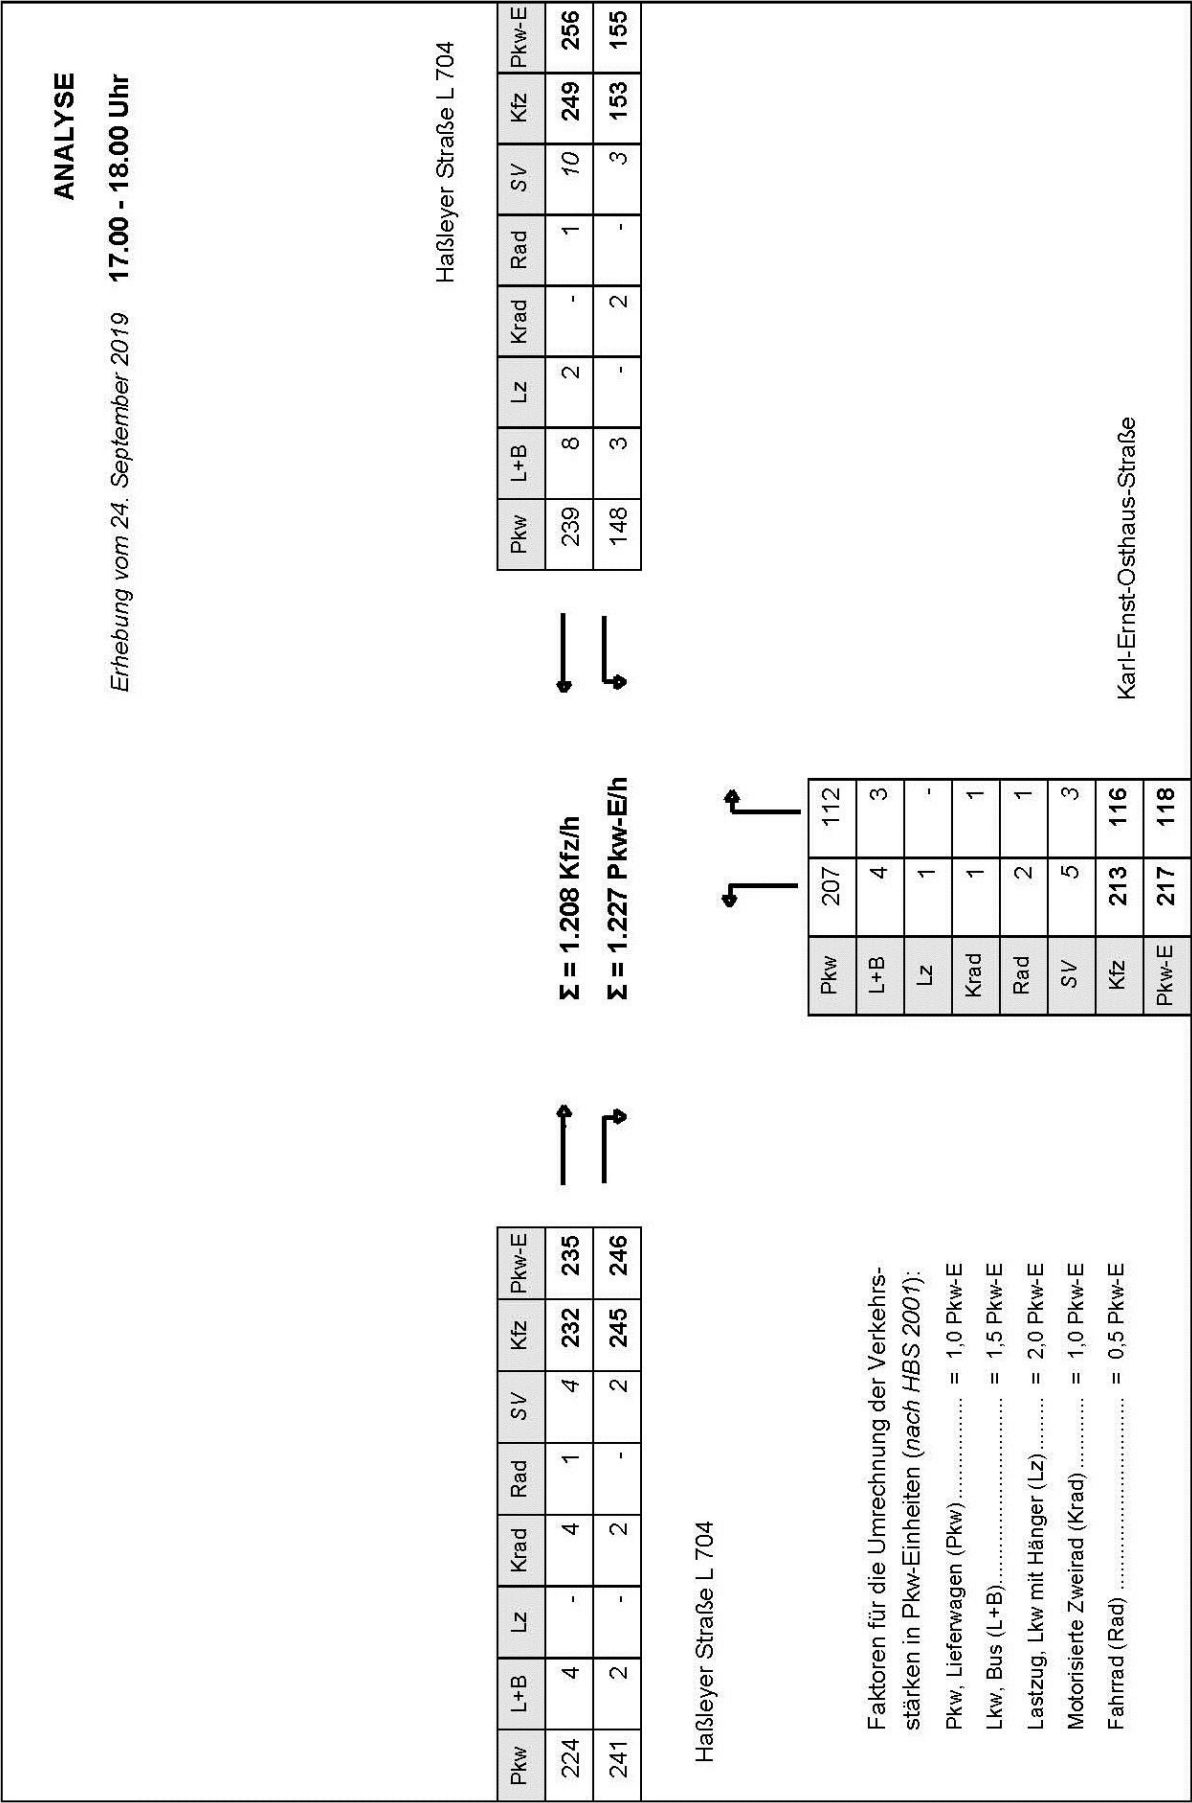 ANALYSE
Erhebung vom 24. September 2019 17.00 - 18.00 Uhr
Haßleyer Straße L 704
Pkw L+B Lz Krad Rad SV Kfz Pkw-E
239 8 2 - 1 10 249 256
148 3 - 2 - 3 153 155
Σ = 1.208 Kfz/h
Σ = 1.227 Pkw-E/h
Pkw L+B Lz Krad Rad SV Kfz Pkw-E
224 4 - 4 1 4 232 235
241 2 - 2 - 2 245 246
Haßleyer Straße L 704
Pkw 207 112
L+B 4 3
Lz 1 -
Krad 1 1
Rad 2 1
SV 5 3
Kfz 213 116
Pkw-E 217 118
Karl-Ernst-Osthaus-Straße
Faktoren für die Umrechnung der Verkehrs-
stärken in Pkw-Einheiten (nach HBS 2001):
Pkw, Lieferwagen (Pkw)................ = 1,0 Pkw-E
Lkw, Bus (L+B)............................. = 1,5 Pkw-E
Lastzug, Lkw mit Hänger (Lz)......... = 2,0 Pkw-E
Motorisierte Zweirad (Krad)............ = 1,0 Pkw-E
Fahrrad (Rad) ................................ = 0,5 Pkw-E